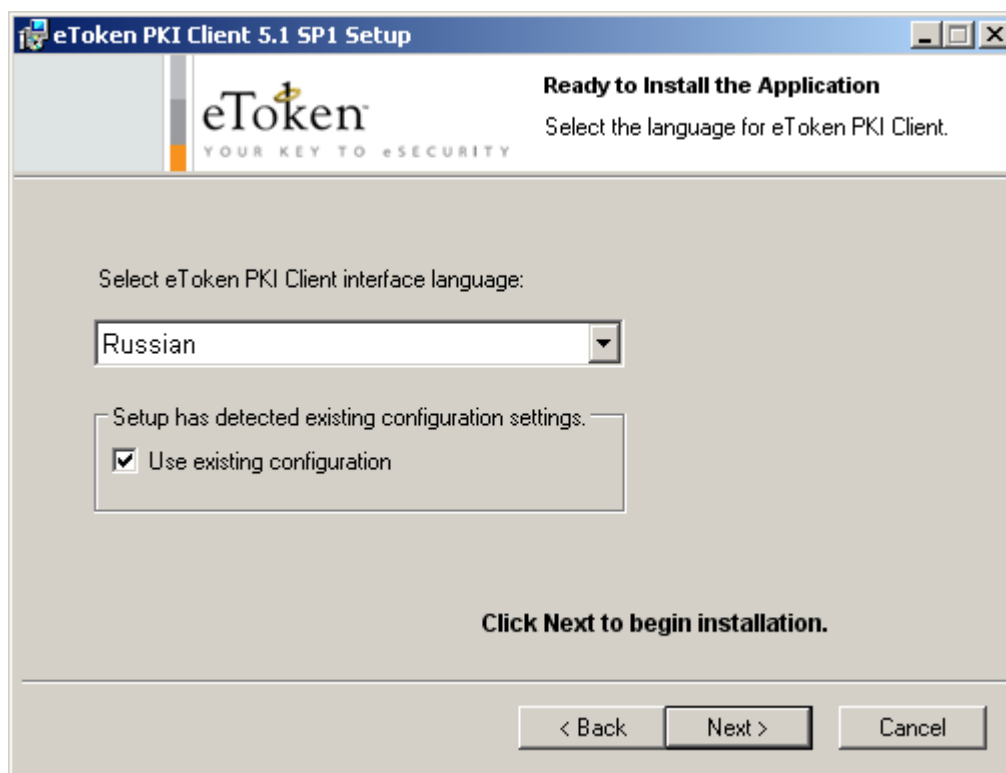 eToken PKI Client 5.1 SP1 Setup
eToken
YOUR KEY TO eSECURITY
Ready to Install the Application
Select the language for eToken PKI Client.
Select eToken PKI Client interface language:
Russian
Setup has detected existing configuration settings.
Use existing configuration
Click Next to begin installation.
< Back
Next >
Cancel